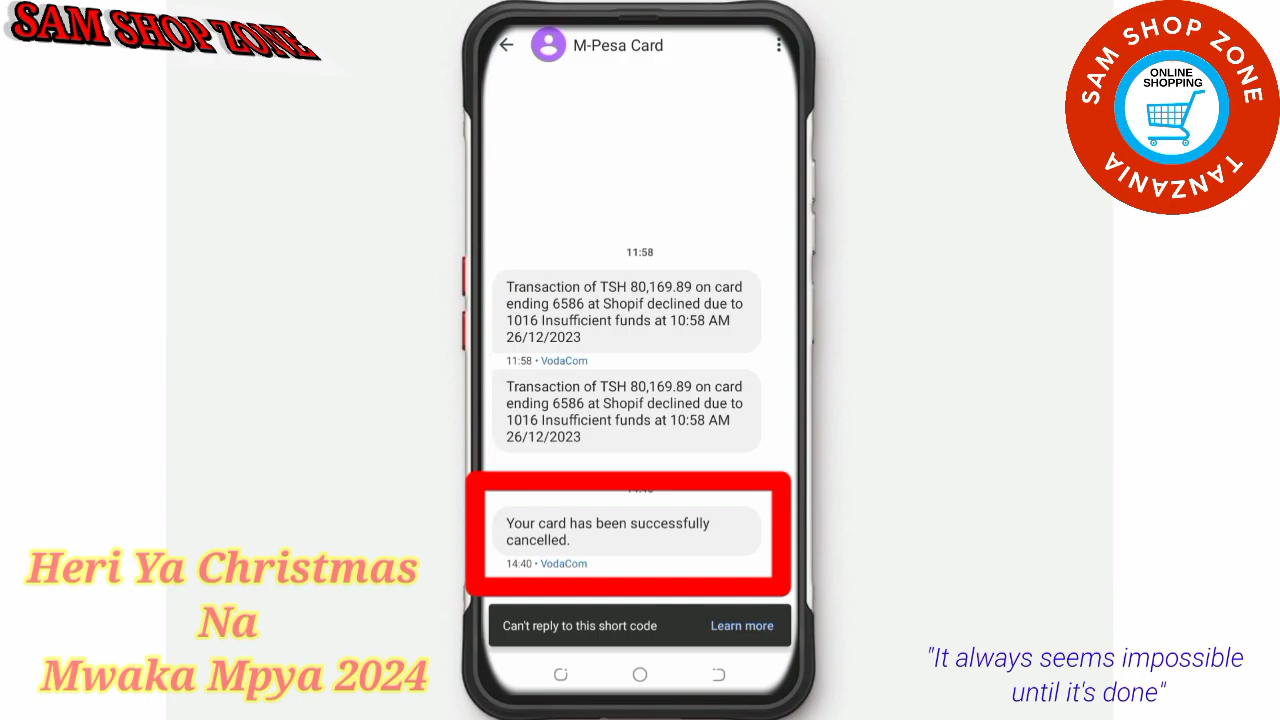 SAM SHOP ZONE
M-Pesa Card
SAM SHOP ZONE
ONLINE
SHOPPING
TANZANIA
11:58
Transaction of TSH 80,169.89 on card
ending 6586 at Shopif declined due to
1016 Insufficient funds at 10:58 AM
26/12/2023
11:58 • VodaCom
Transaction of TSH 80,169.89 on card
ending 6586 at Shopif declined due to
1016 Insufficient funds at 10:58 AM
26/12/2023
Your card has been successfully
cancelled.
14:40 • VodaCom
Can't reply to this short code Learn more
Heri Ya Christmas
Na
Mwaka Mpya 2024
"It always seems impossible
until it's done"